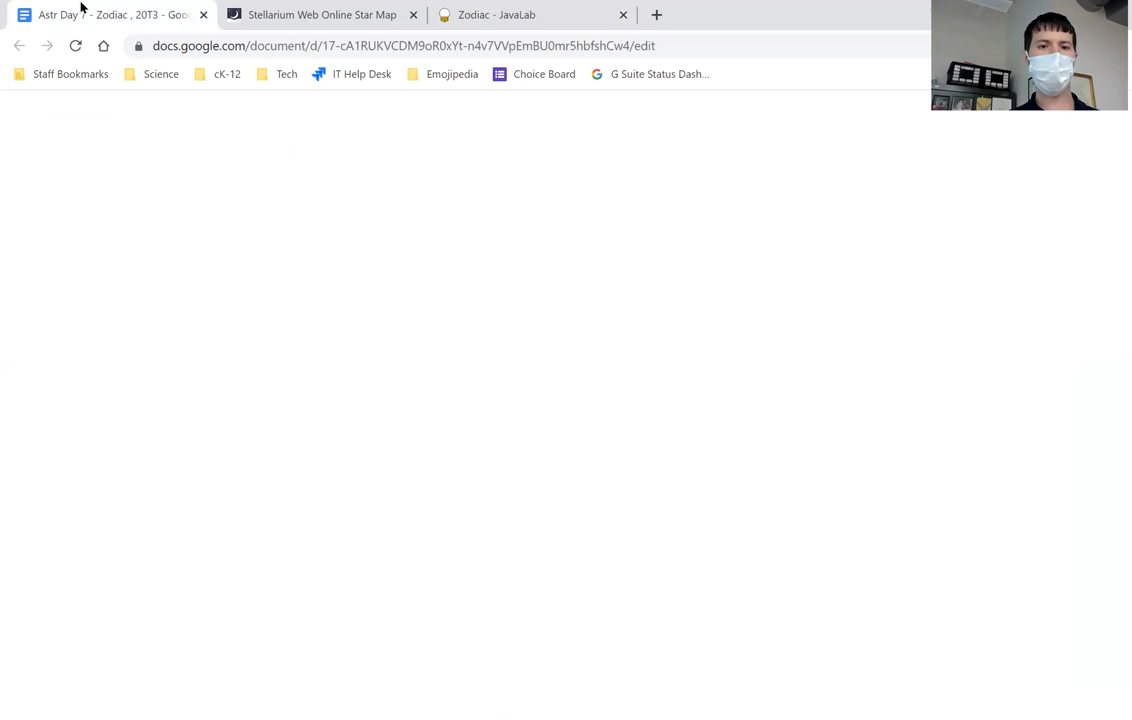 Astr Day 7 - Zodiac , 20T3 - Goo
Stellarium Web Online Star Map
Zodiac - JavaLab
docs.google.com/document/d/17-cA1RUKVCDM9oR0xYt-n4v7VVpEmBU0mr5hbfshCw4/edit
Staff Bookmarks
Science
cK-12
Tech
IT Help Desk
Emojipedia
Choice Board
G Suite Status Dash...